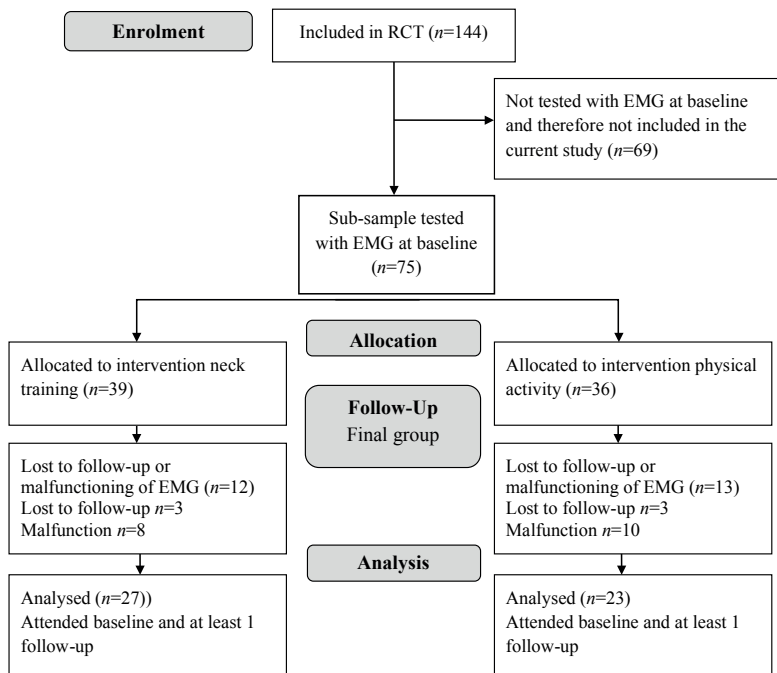 Enrolment
Included in RCT (n=144)
Not tested with EMG at baseline
and therefore not included in the
current study (n=69)
Sub-sample tested
with EMG at baseline
(n=75)
Allocation
Allocated to intervention neck
training (n=39)
Allocated to intervention physical
activity (n=36)
Follow-Up
Final group
Lost to follow-up or
malfunctioning of EMG (n=12)
Lost to follow-up n=3
Malfunction n=8
Lost to follow-up or
malfunctioning of EMG (n=13)
Lost to follow-up n=3
Malfunction n=10
Analysis
Analysed (n=27))
Attended baseline and at least 1
follow-up
Analysed (n=23)
Attended baseline and at least 1
follow-up